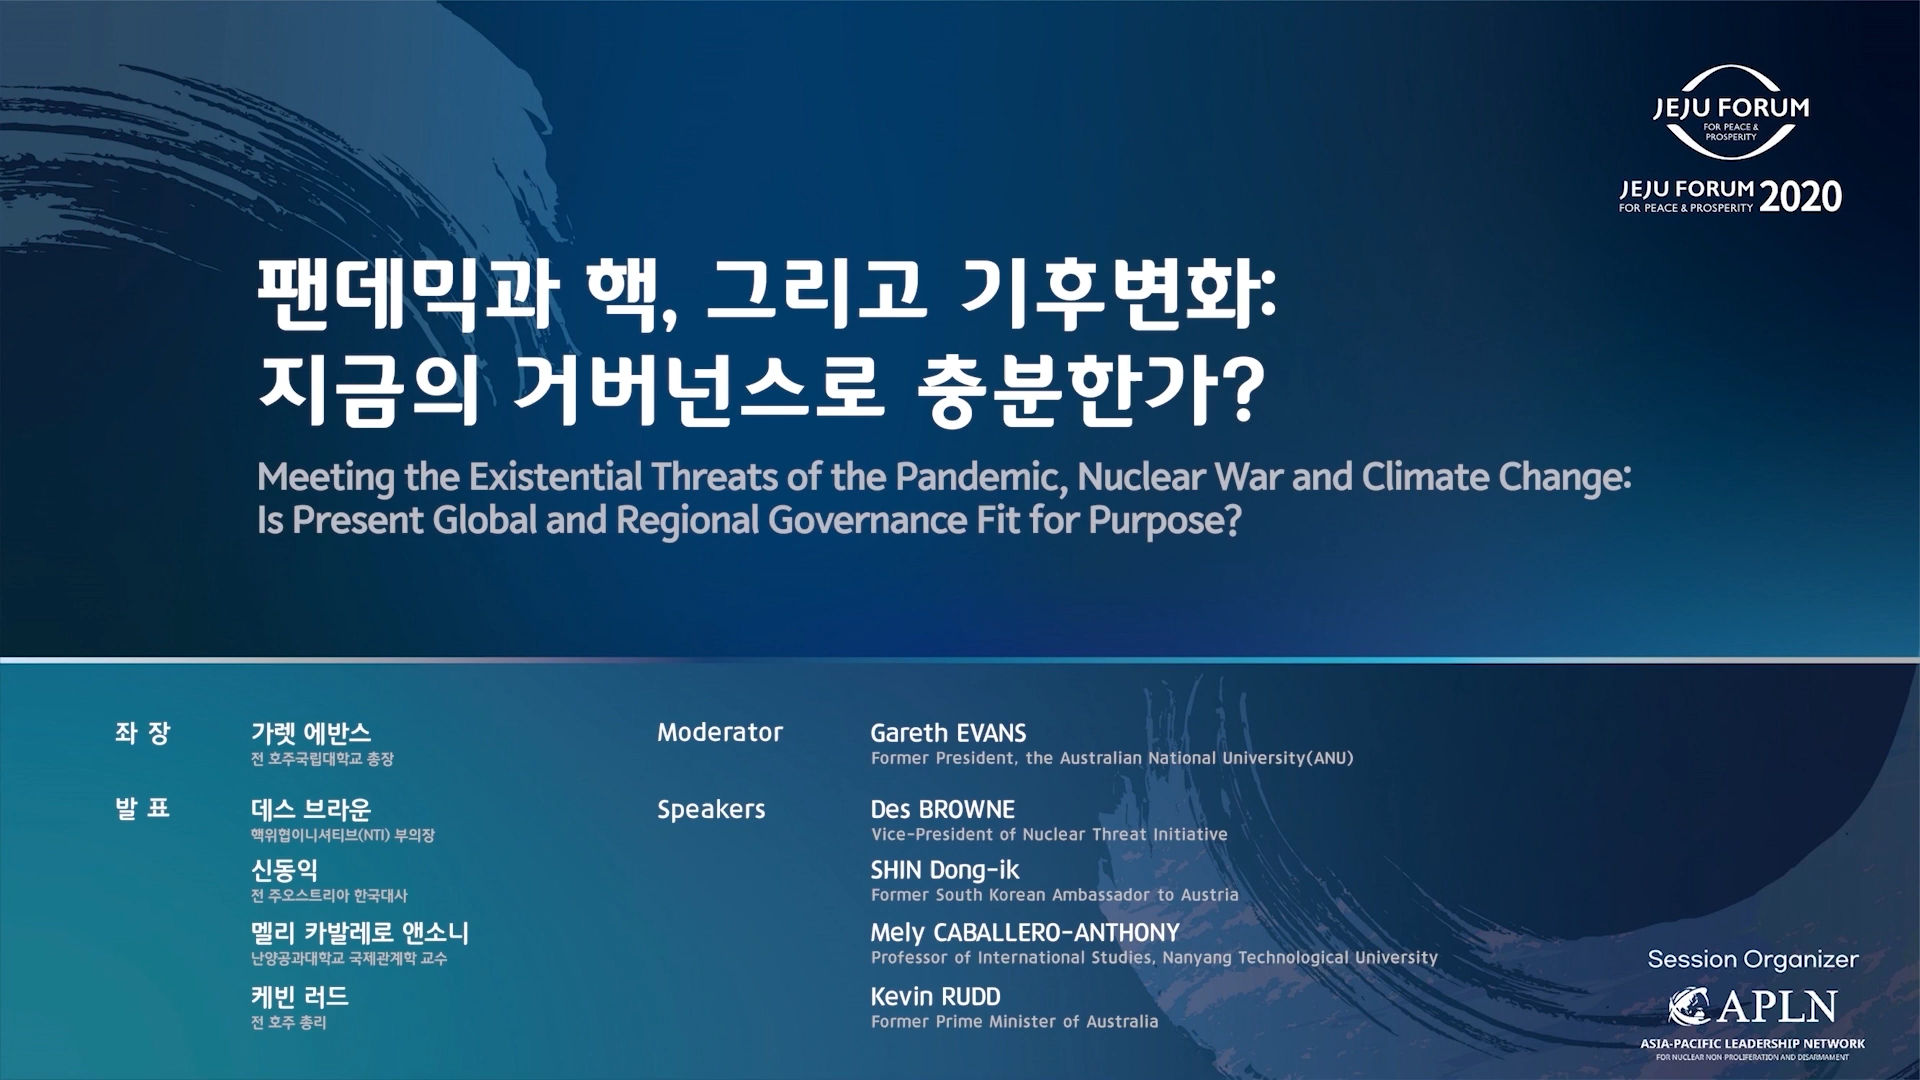 JEJU FORUM
FOR PEACE &
PROSPERITY
JEJU FORUM 2020
FOR PEACE & PROSPERITY
팬데믹과 핵, 그리고 기후변화:
지금의 거버넌스로 충분한가?
Meeting the Existential Threats of the Pandemic, Nuclear War and Climate Change:
Is Present Global and Regional Governance Fit for Purpose?
좌 장 가렛 에반스
전 호주국립대학교 총장
발 표 데스 브라운
핵위협이니셔티브(NTI) 부의장
신동익
전 주오스트리아 한국대사
멜리 카발레로 앤소니
난양공과대학교 국제관계학 교수
케빈 러드
전 호주 총리
Moderator Gareth EVANS
Former President, the Australian National University(ANU)
Speakers Des BROWNE
Vice-President of Nuclear Threat Initiative
SHIN Dong-ik
Former South Korean Ambassador to Austria
Mely CABALLERO-ANTHONY
Professor of International Studies, Nanyang Technological University
Kevin RUDD
Former Prime Minister of Australia
Session Organizer
APLN
ASIA-PACIFIC LEADERSHIP NETWORK
FOR NUCLEAR NON PROLIFERATION AND DISARMAMENT